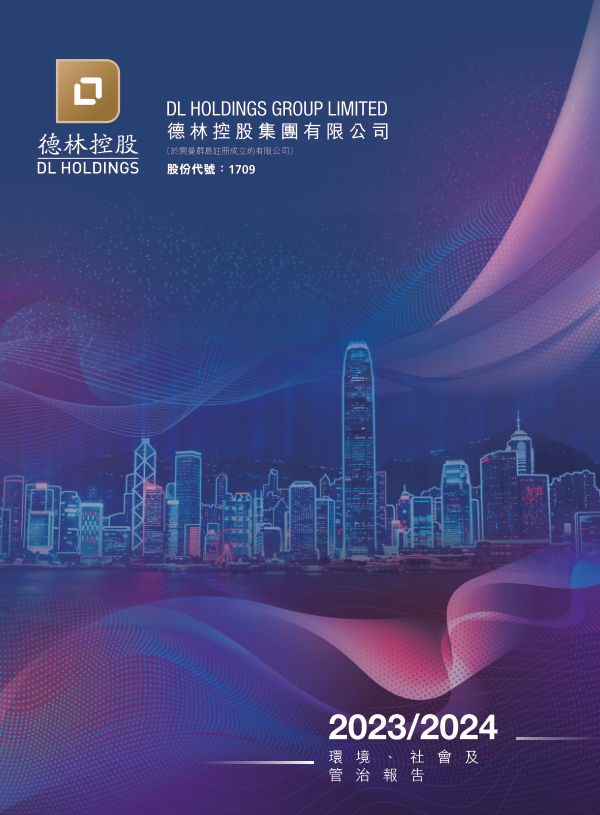 德林控股
DL HOLDINGS
DL HOLDINGS GROUP LIMITED
德林控股集團有限公司
(於開曼群島註冊成立的有限公司)
股份代號：1709
2023/2024
環境、社會及
管治報告